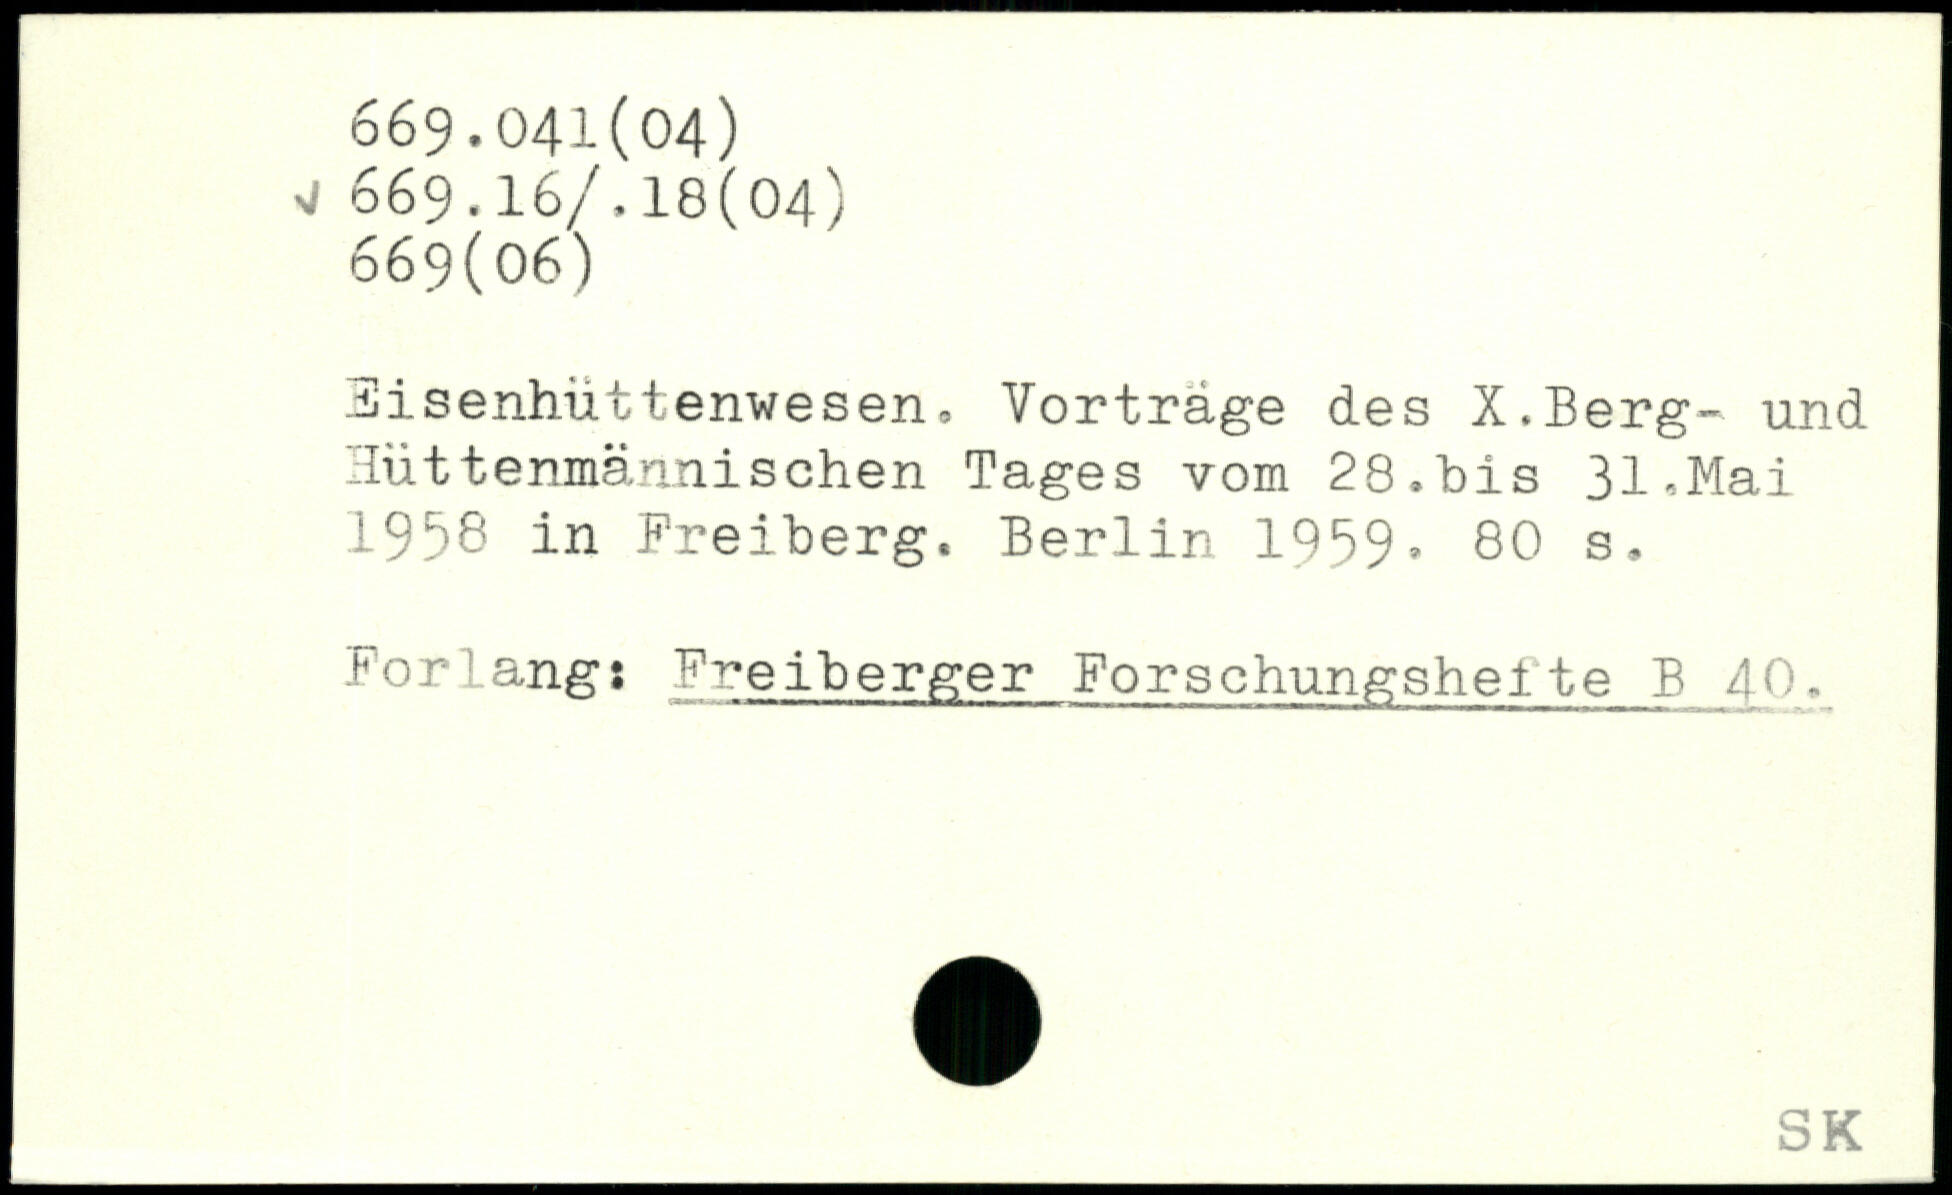 669.041(04)
✓ 669.16/.18(04)
669(06)
Eisenhüttenwesen. Vorträge des X.Berg- und
Hüttenmännischen Tages vom 28.bis 31.Mai
1958 in Freiberg. Berlin 1959. 80 s.
Forlang: Freiberger Forschungshefte B 40.
SK